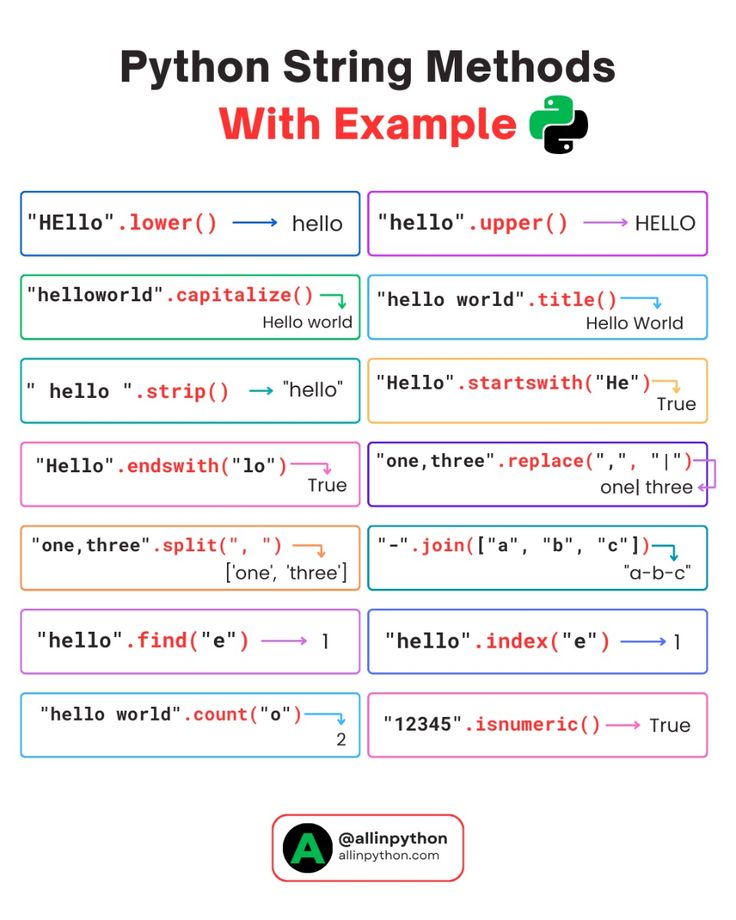 Python String Methods
With Example
"HEllo".lower() → hello
"hello".upper() → HELLO
"helloworld".capitalize()
Hello world
"hello world".title()
Hello World
" hello ".strip() → "hello"
"Hello".startswith("He")
True
"Hello".endswith("lo")
True
"one,three".replace(",", "|")
one| three
"one,three".split(", ")
['one', 'three']
"-".join(["a", "b", "c"])
"a-b-c"
"hello".find("e") → 1
"hello".index("e") → 1
"hello world".count("o")
2
"12345".isnumeric() → True
A
@allinpython
allinpython.com